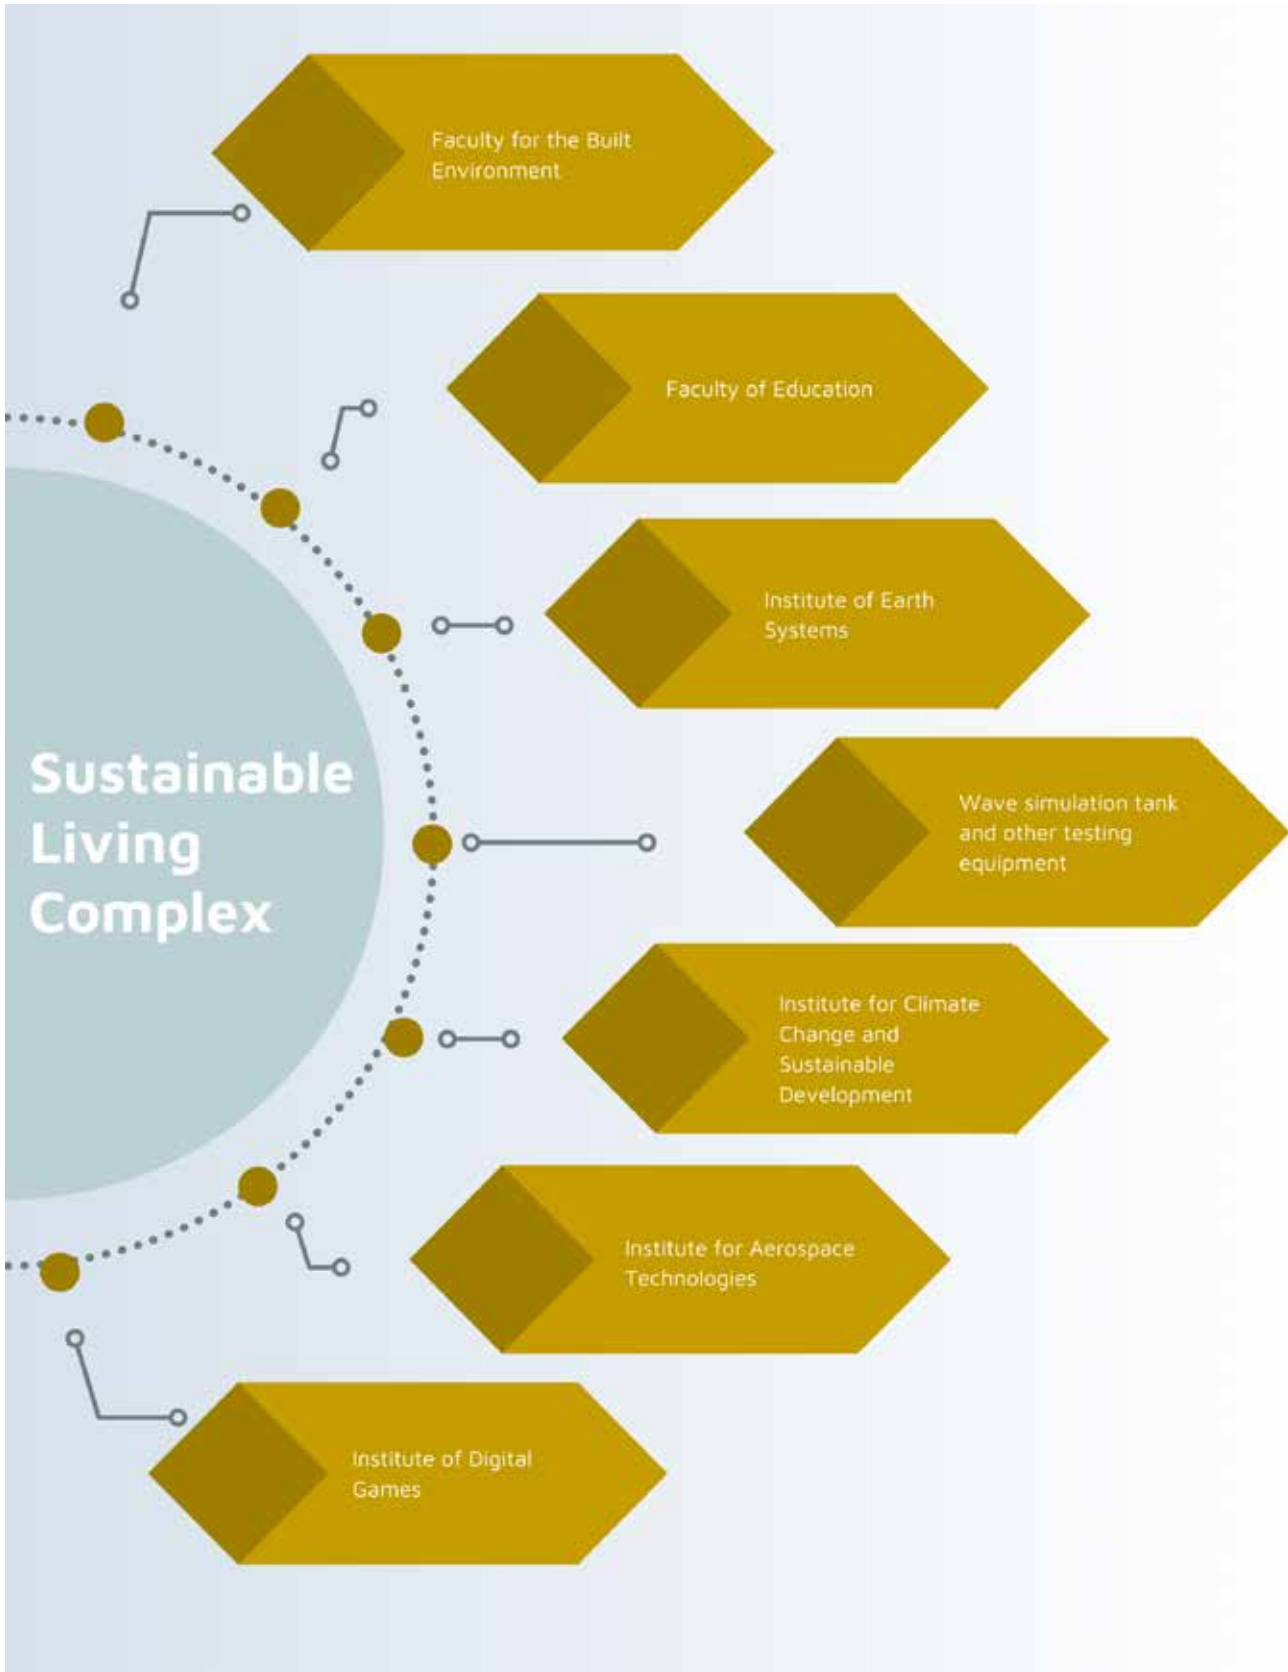 Faculty for the Built
Environment
Faculty of Education
Institute of Earth
Systems
Sustainable
Living
Complex
Wave simulation tank
and other testing
equipment
Institute for Climate
Change and
Sustainable
Development
Institute for Aerospace
Technologies
Institute of Digital
Games